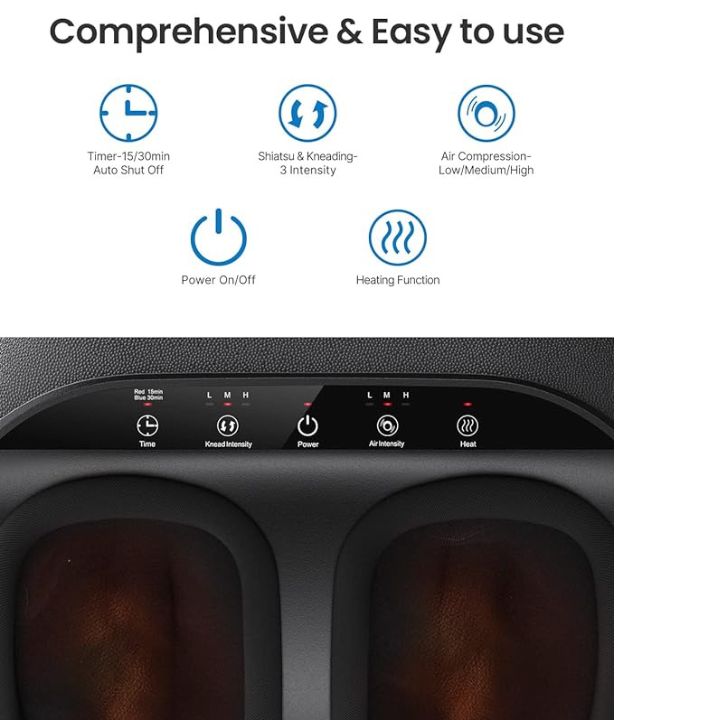 Comprehensive & Easy to use
Timer-15/30min
Auto Shut Off
Shiatsu & Kneading-
3 Intensity
Air Compression-
Low/Medium/High
Power On/Off
Heating Function
Red 15min
Blue 30min
L M H
L M H
Time
Knead Intensity
Power
Air Intensity
Heat